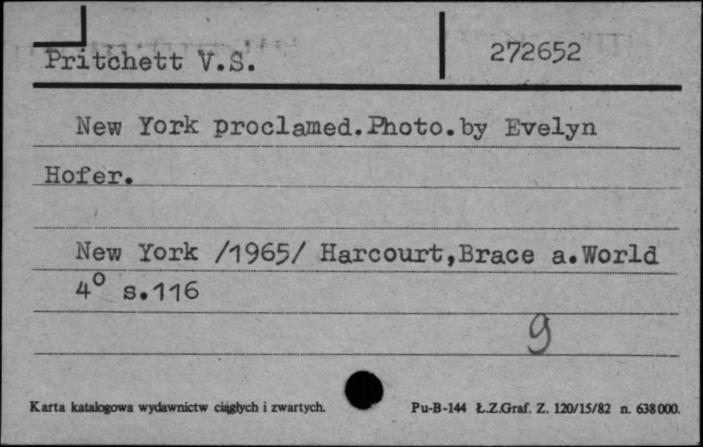 Pritchett V.S. 272652
New York proclamed.Photo.by Evelyn
Hofer.
New York /1965/ Harcourt,Brace a.World
4° s.116
9
Karta katalogowa wydawnictw ciągłych i zwartych. Pu-B-144 Ł.Z.Graf. Z. 120/15/82 n. 638000.